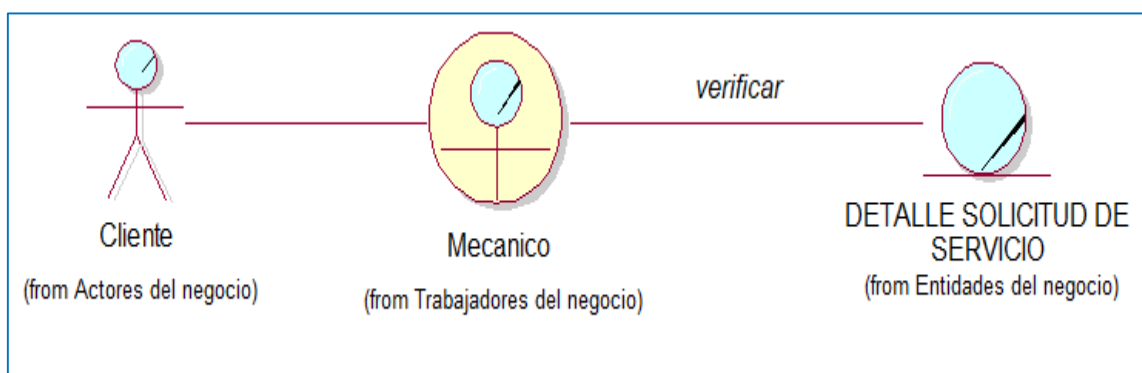 verificar
Cliente
(from Actores del negocio)
Mecanico
(from Trabajadores del negocio)
DETALLE SOLICITUD DE
SERVICIO
(from Entidades del negocio)